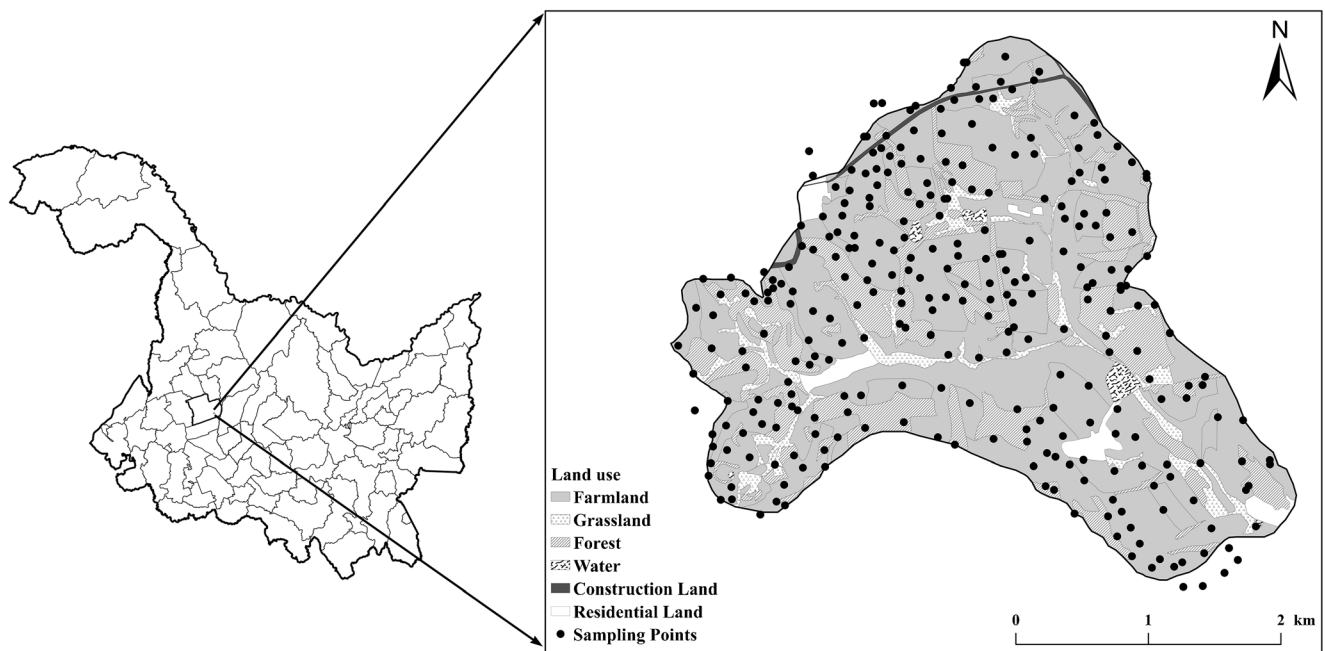 N
Land use
Farmland
Grassland
Forest
Water
Construction Land
Residential Land
Sampling Points
0 1 2 km